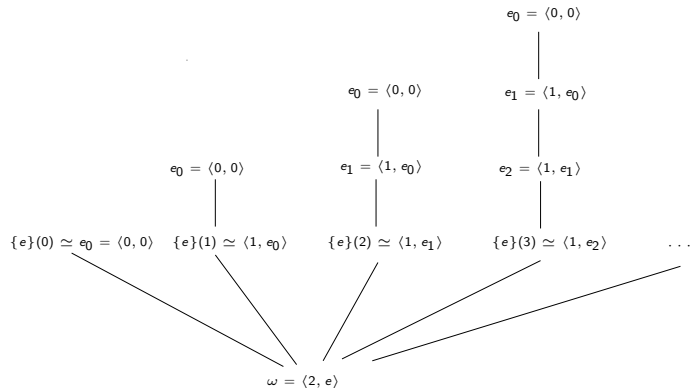 e₀ = ⟨0, 0⟩
e₀ = ⟨0, 0⟩ e₁ = ⟨1, e₀⟩
e₀ = ⟨0, 0⟩ e₁ = ⟨1, e₀⟩ e₂ = ⟨1, e₁⟩
{e}(0) ≃ e₀ = ⟨0, 0⟩ {e}(1) ≃ ⟨1, e₀⟩ {e}(2) ≃ ⟨1, e₁⟩ {e}(3) ≃ ⟨1, e₂⟩ . . .
ω = ⟨2, e⟩